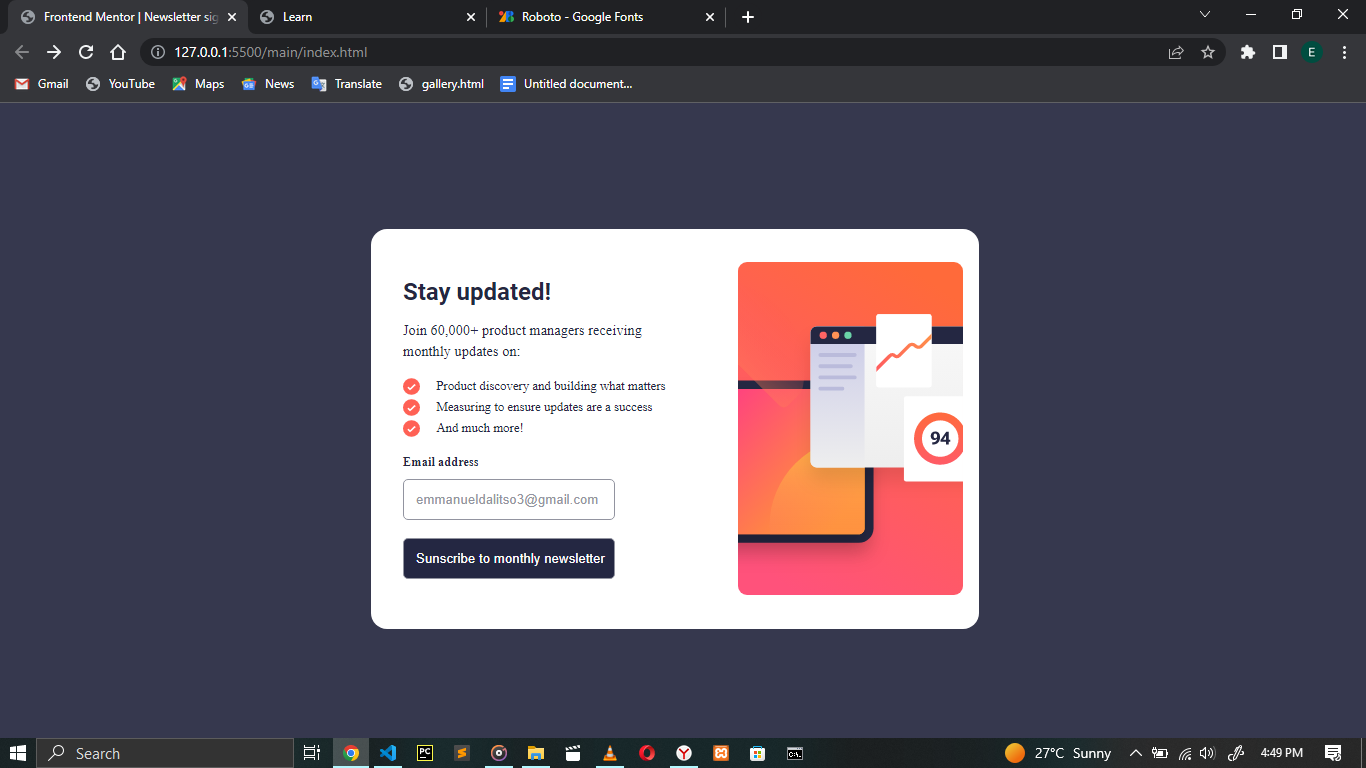 Frontend Mentor | Newsletter sig
Learn
Roboto - Google Fonts
127.0.0.1:5500/main/index.html
E
Gmail
YouTube
Maps
News
Translate
gallery.html
Untitled document...
Stay updated!
Join 60,000+ product managers receiving
monthly updates on:
Product discovery and building what matters
Measuring to ensure updates are a success
And much more!
Email address
emmanueldalitso3@gmail.com
Sunscribe to monthly newsletter
94
Search
PC
27°C Sunny
4:49 PM